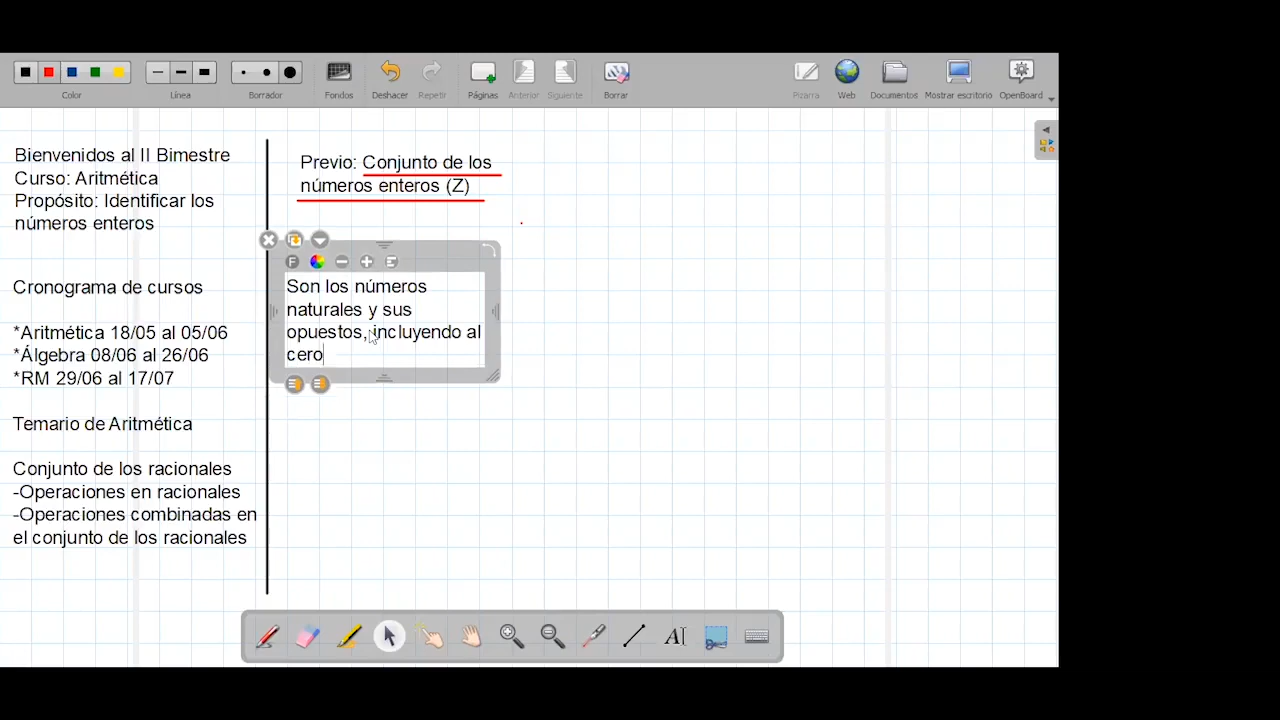 Color
Línea
Borrador
Fondos
Deshacer
Repetir
Páginas
Anterior
Siguiente
Borrar
Pizarra
Web
Documentos
Mostrar escritorio
OpenBoard
Bienvenidos al II Bimestre
Curso: Aritmética
Propósito: Identificar los
números enteros
Cronograma de cursos
*Aritmética 18/05 al 05/06
*Álgebra 08/06 al 26/06
*RM 29/06 al 17/07
Temario de Aritmética
Conjunto de los racionales
-Operaciones en racionales
-Operaciones combinadas en
el conjunto de los racionales
Previo: Conjunto de los
números enteros (Z)
F
Son los números
naturales y sus
opuestos, incluyendo al
cero
A